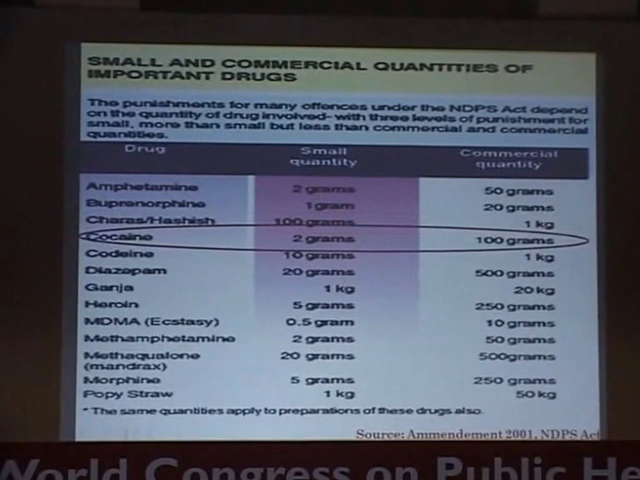 SMALL AND COMMERCIAL QUANTITIES OF
IMPORTANT DRUGS
The punishments for many offences under the NDPS Act depend
on the quantity of drug involved- with three levels of punishment for
small, more than small but less than commercial and commercial
quantities.
Drug Small quantity Commercial quantity
Amphetamine 2 grams 50 grams
Buprenorphine 1 gram 20 grams
Charas/Hashish 100 grams 1 kg
Cocaine 2 grams 100 grams
Codeine 10 grams 1 kg
Diazepam 20 grams 500 grams
Ganja 1 kg 20 kg
Heroin 5 grams 250 grams
MDMA (Ecstasy) 0.5 gram 10 grams
Methamphetamine 2 grams 50 grams
Methaqualone (mandrax) 20 grams 500grams
Morphine 5 grams 250 grams
Popy Straw 1 kg 50 kg
* The same quantities apply to preparations of these drugs also.
Source: Ammendement 2001, NDPS Act
World Congress on Public He